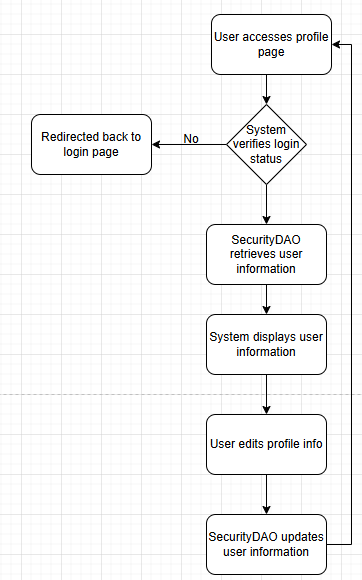 User accesses profile
page
System
verifies login
status
No
Redirected back to
login page
SecurityDAO
retrieves user
information
System displays user
information
User edits profile info
SecurityDAO updates
user information